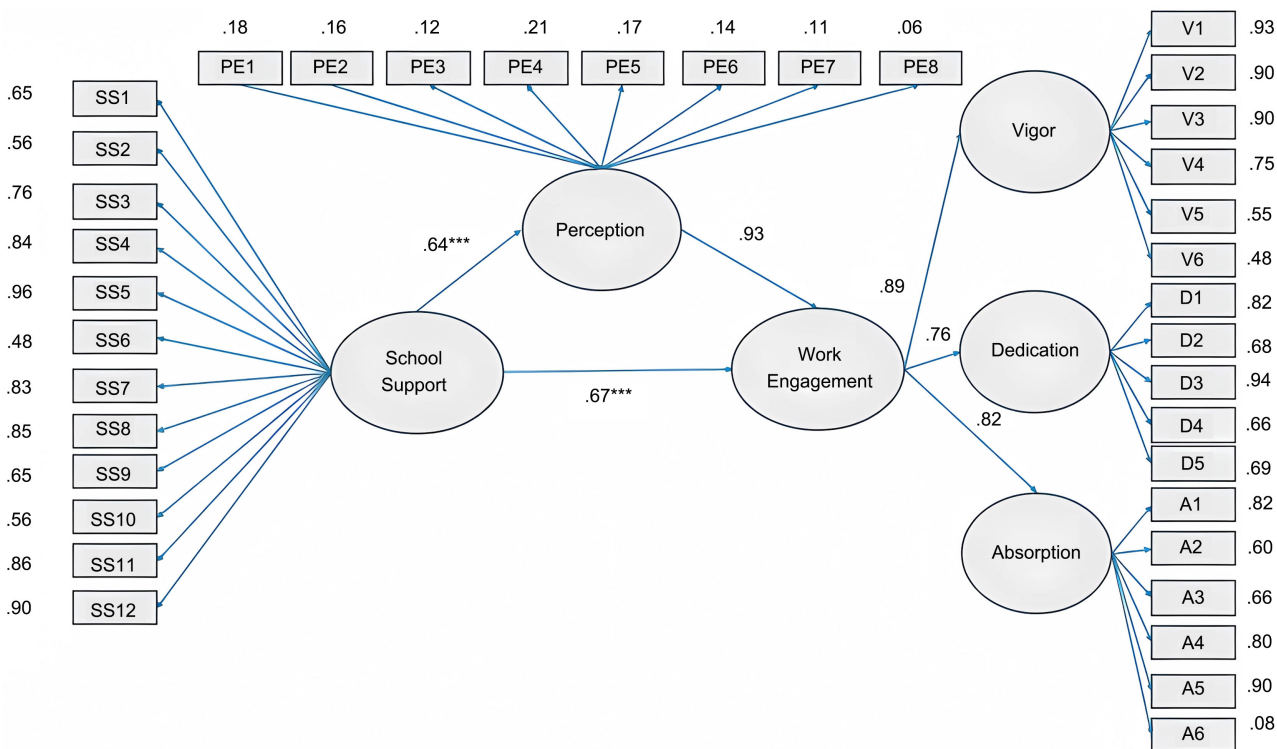 .18 .16 .12 .21 .17 .14 .11 .06
PE1 PE2 PE3 PE4 PE5 PE6 PE7 PE8
.65 SS1
.56 SS2
.76 SS3
.84 SS4
.96 SS5
.48 SS6
.83 SS7
.85 SS8
.65 SS9
.56 SS10
.86 SS11
.90 SS12
School
Support
.64***
Perception
.93
.67***
Work
Engagement
.89
.76
.82
Vigor
Dedication
Absorption
V1 .93
V2 .90
V3 .90
V4 .75
V5 .55
V6 .48
D1 .82
D2 .68
D3 .94
D4 .66
D5 .69
A1 .82
A2 .60
A3 .66
A4 .80
A5 .90
A6 .08